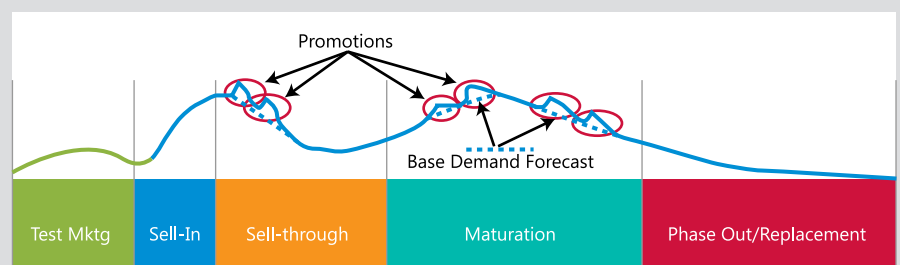 Promotions
Base Demand Forecast
Test Mktg
Sell-In
Sell-through
Maturation
Phase Out/Replacement